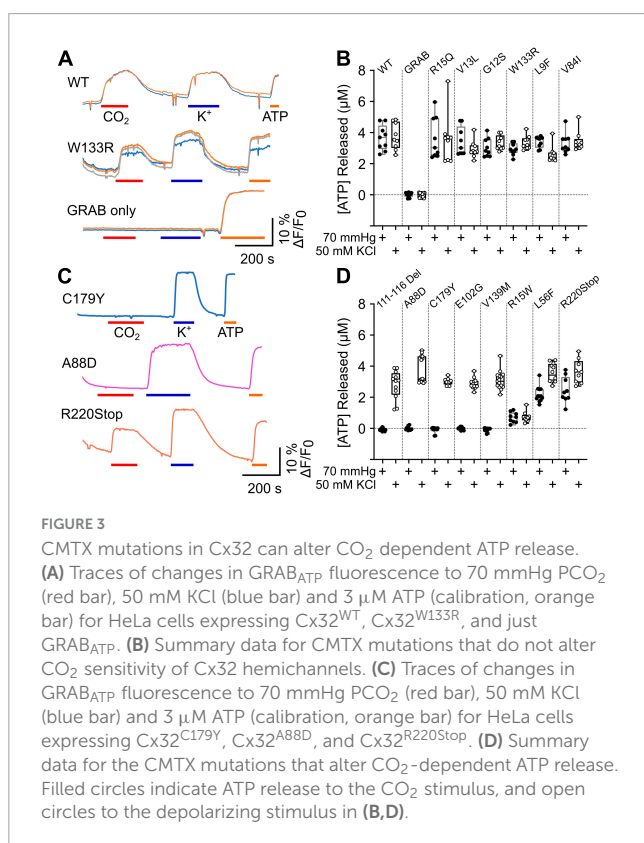 A
WT
CO2
K+
ATP
W133R
GRAB only
10 %
ΔF/F0
200 s
B
WT
GRAB
R15Q
V13L
G12S
W133R
L9F
V84I
[ATP] Released (μM)
8
6
4
2
0
70 mmHg + + + + + + + +
50 mM KCl + + + + + + + +
C
C179Y
CO2
K+
ATP
A88D
R220Stop
10 %
ΔF/F0
200 s
D
111-116 Del
A88D
C179Y
E102G
V139M
R15W
L56F
R220Stop
[ATP] Released (μM)
8
6
4
2
0
70 mmHg + + + + + + + +
50 mM KCl + + + + + + + +
FIGURE 3
CMTX mutations in Cx32 can alter CO2 dependent ATP release.
(A) Traces of changes in GRABATP fluorescence to 70 mmHg PCO2
(red bar), 50 mM KCl (blue bar) and 3 μM ATP (calibration, orange
bar) for HeLa cells expressing Cx32WT, Cx32W133R, and just
GRABATP. (B) Summary data for CMTX mutations that do not alter
CO2 sensitivity of Cx32 hemichannels. (C) Traces of changes in
GRABATP fluorescence to 70 mmHg PCO2 (red bar), 50 mM KCl
(blue bar) and 3 μM ATP (calibration, orange bar) for HeLa cells
expressing Cx32C179Y, Cx32A88D, and Cx32R220Stop. (D) Summary
data for the CMTX mutations that alter CO2-dependent ATP release.
Filled circles indicate ATP release to the CO2 stimulus, and open
circles to the depolarizing stimulus in (B,D).